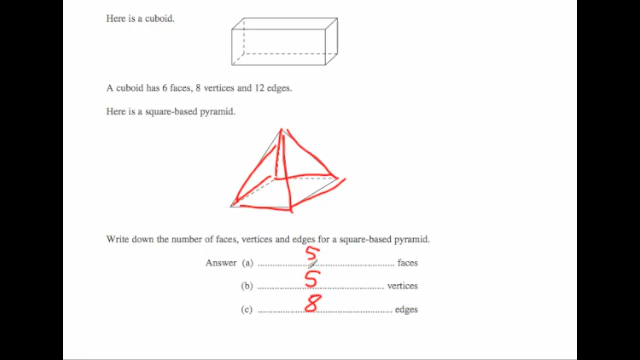 Here is a cuboid.
A cuboid has 6 faces, 8 vertices and 12 edges.
Here is a square-based pyramid.
Write down the number of faces, vertices and edges for a square-based pyramid.
Answer (a) ........5........ faces
(b) ........5........ vertices
(c) ........8........ edges